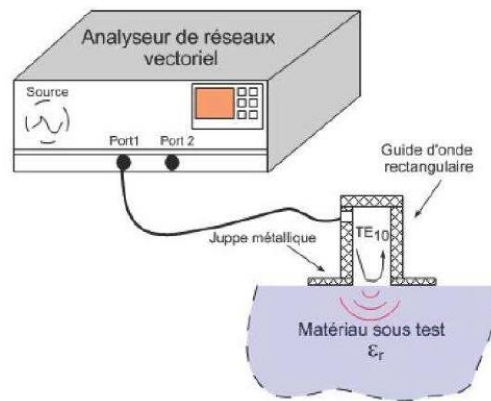 Analyseur de réseaux
vectoriel
Source
Port1
Port 2
Guide d'onde
rectangulaire
TE10
Juppe métallique
Matériau sous test
εr